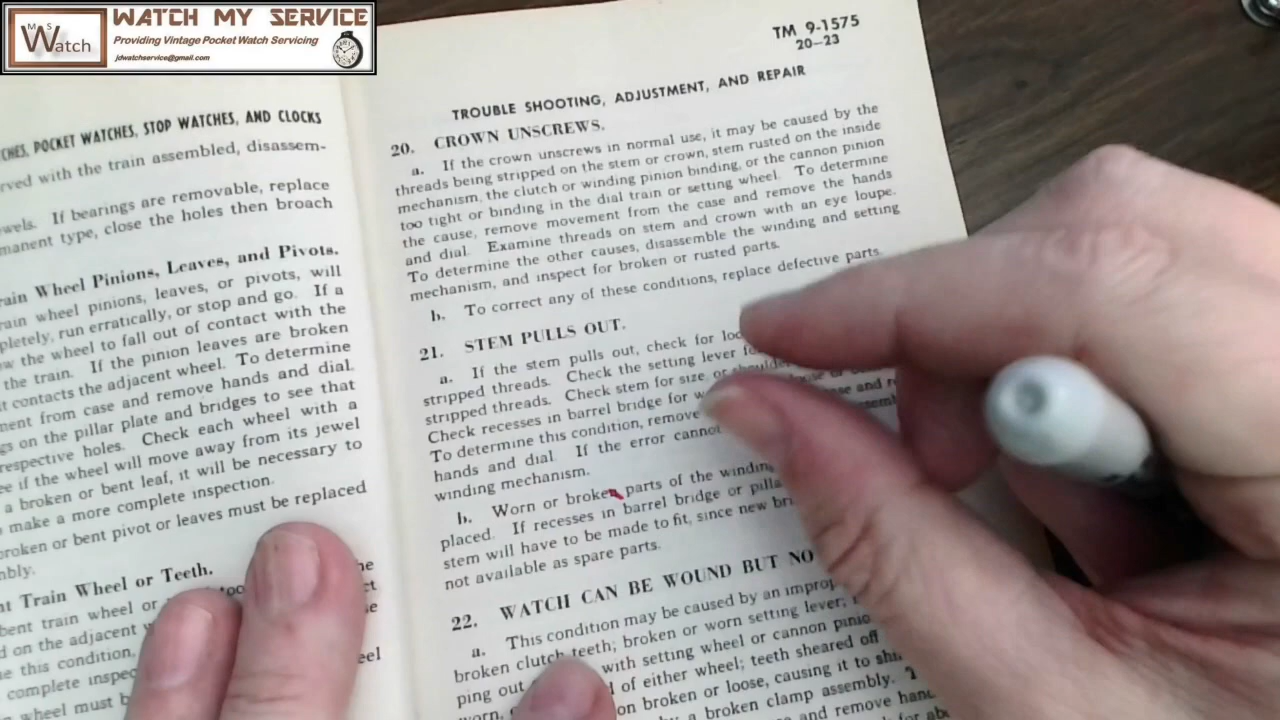 WATCH MY SERVICE
M S
Watch
Providing Vintage Pocket Watch Servicing
jdwatchservice@gmail.com
CHES, POCKET WATCHES, STOP WATCHES, AND CLOCKS
rved with the train assembled, disassem-
wels. If bearings are removable, replace
manent type, close the holes then broach
rain Wheel Pinions, Leaves, and Pivots.
rain wheel pinions, leaves, or pivots, will
pletely, run erratically, or stop and go. If a
ow the wheel to fall out of contact with the
the train. If the pinion leaves are broken
it contacts the adjacent wheel. To determine
ment from case and remove hands and dial.
gs on the pillar plate and bridges to see that
respective holes. Check each wheel with a
ee if the wheel will move away from its jewel
a broken or bent leaf, it will be necessary to
make a more complete inspection.
broken or bent pivot or leaves must be replaced
mbly.
nt Train Wheel or Teeth.
bent train wheel or
d on the adjacent
e this condition,
complete inspec
wheel must b
TM 9-1575
20-23
TROUBLE SHOOTING, ADJUSTMENT, AND REPAIR
20. CROWN UNSCREWS.
a. If the crown unscrews in normal use, it may be caused by the
threads being stripped on the stem or crown, stem rusted on the inside
mechanism, the clutch or winding pinion binding, or the cannon pinion
too tight or binding in the dial train or setting wheel. To determine
the cause, remove movement from the case and remove the hands
and dial. Examine threads on stem and crown with an eye loupe.
To determine the other causes, disassemble the winding and setting
mechanism, and inspect for broken or rusted parts.
b. To correct any of these conditions, replace defective parts.
21. STEM PULLS OUT.
a. If the stem pulls out, check for loo
stripped threads. Check the setting lever fo
stripped threads. Check stem for size or shoulder
Check recesses in barrel bridge for w
To determine this condition, remove
hands and dial. If the error cannot
winding mechanism.
b. Worn or broken parts of the winding
placed. If recesses in barrel bridge or pilla
stem will have to be made to fit, since new bri
not available as spare parts.
22. WATCH CAN BE WOUND BUT NO
a. This condition may be caused by an improp
broken clutch teeth; broken or worn setting lever;
ping out with setting wheel or cannon pinio
worn, d of either wheel; teeth sheared off
on broken or loose, causing it to
by a broken clamp assembly.
and remove hand